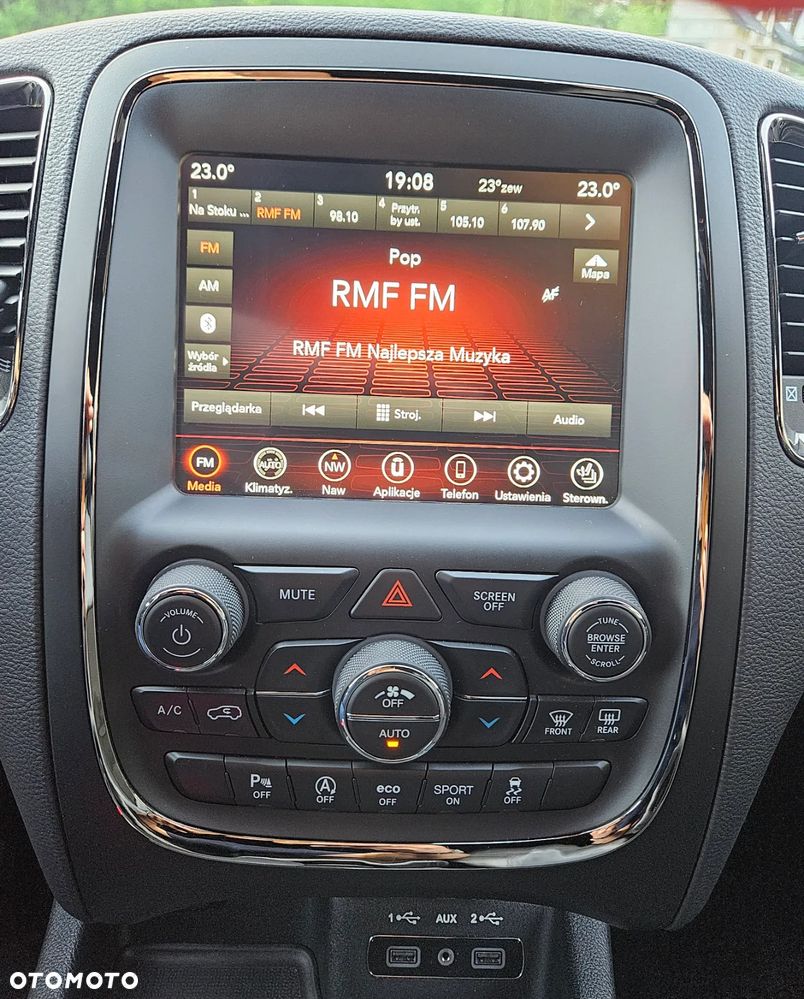 23.0° 19:08 23°zew 23.0°
1 2 3 4 5 6
Na Stoku ... RMF FM 98.10 Przytr. by ust. 105.10 107.90
FM
Pop
Mapa
AM
RMF FM
AF
RMF FM Najlepsza Muzyka
Wybór
źródła
Przeglądarka Stroj. Audio
FM AUTO NW
Media Klimatyz. Naw Aplikacje Telefon Ustawienia Sterown.
MUTE SCREEN
OFF
VOLUME
TUNE
BROWSE
ENTER
SCROLL
OFF
AUTO
A/C
FRONT REAR
P OFF
A OFF
eco OFF
SPORT ON
OFF
1 AUX 2
OTOMOTO